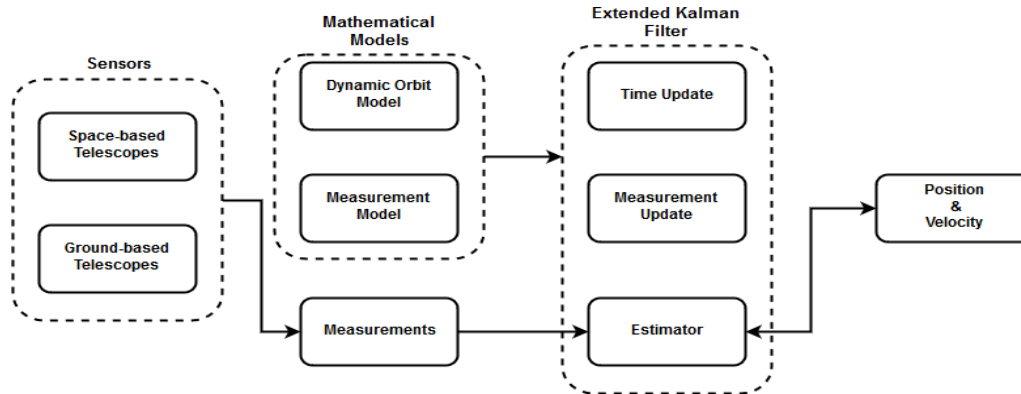 Sensors
Space-based
Telescopes
Ground-based
Telescopes
Mathematical
Models
Dynamic Orbit
Model
Measurement
Model
Measurements
Extended Kalman
Filter
Time Update
Measurement
Update
Estimator
Position
&
Velocity